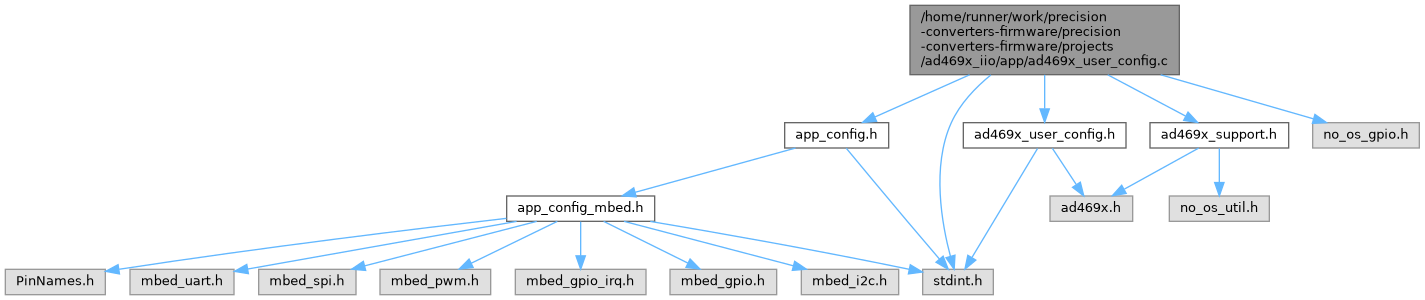 /home/runner/work/precision
-converters-firmware/precision
-converters-firmware/projects
/ad469x_iio/app/ad469x_user_config.c
app_config.h
ad469x_user_config.h
ad469x_support.h
no_os_gpio.h
app_config_mbed.h
ad469x.h
no_os_util.h
PinNames.h
mbed_uart.h
mbed_spi.h
mbed_pwm.h
mbed_gpio_irq.h
mbed_gpio.h
mbed_i2c.h
stdint.h